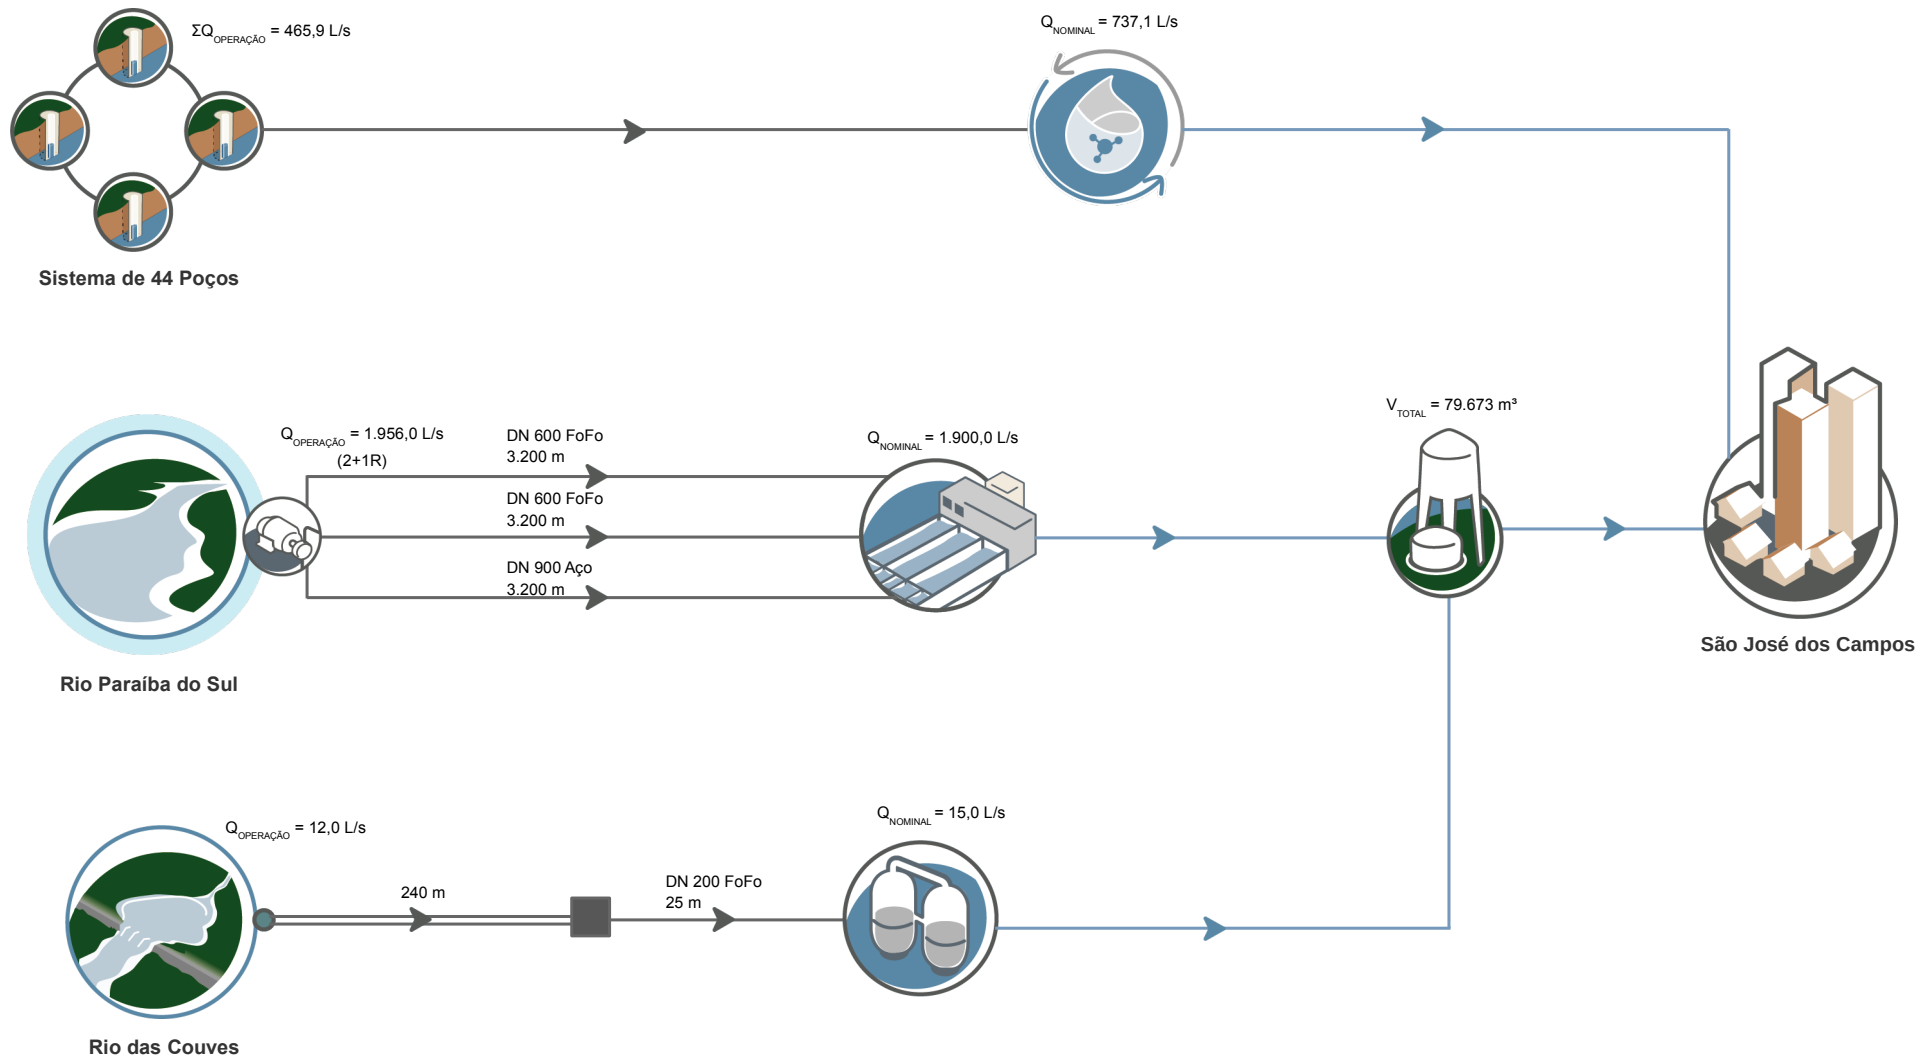 ΣQOPERAÇÃO = 465,9 L/s
QNOMINAL = 737,1 L/s
Sistema de 44 Poços
VTOTAL = 79.673 m³
QOPERAÇÃO = 1.956,0 L/s
(2+1R)
DN 600 FoFo
3.200 m
QNOMINAL = 1.900,0 L/s
DN 600 FoFo
3.200 m
DN 900 Aço
3.200 m
São José dos Campos
Rio Paraíba do Sul
QOPERAÇÃO = 12,0 L/s
QNOMINAL = 15,0 L/s
240 m
DN 200 FoFo
25 m
Rio das Couves